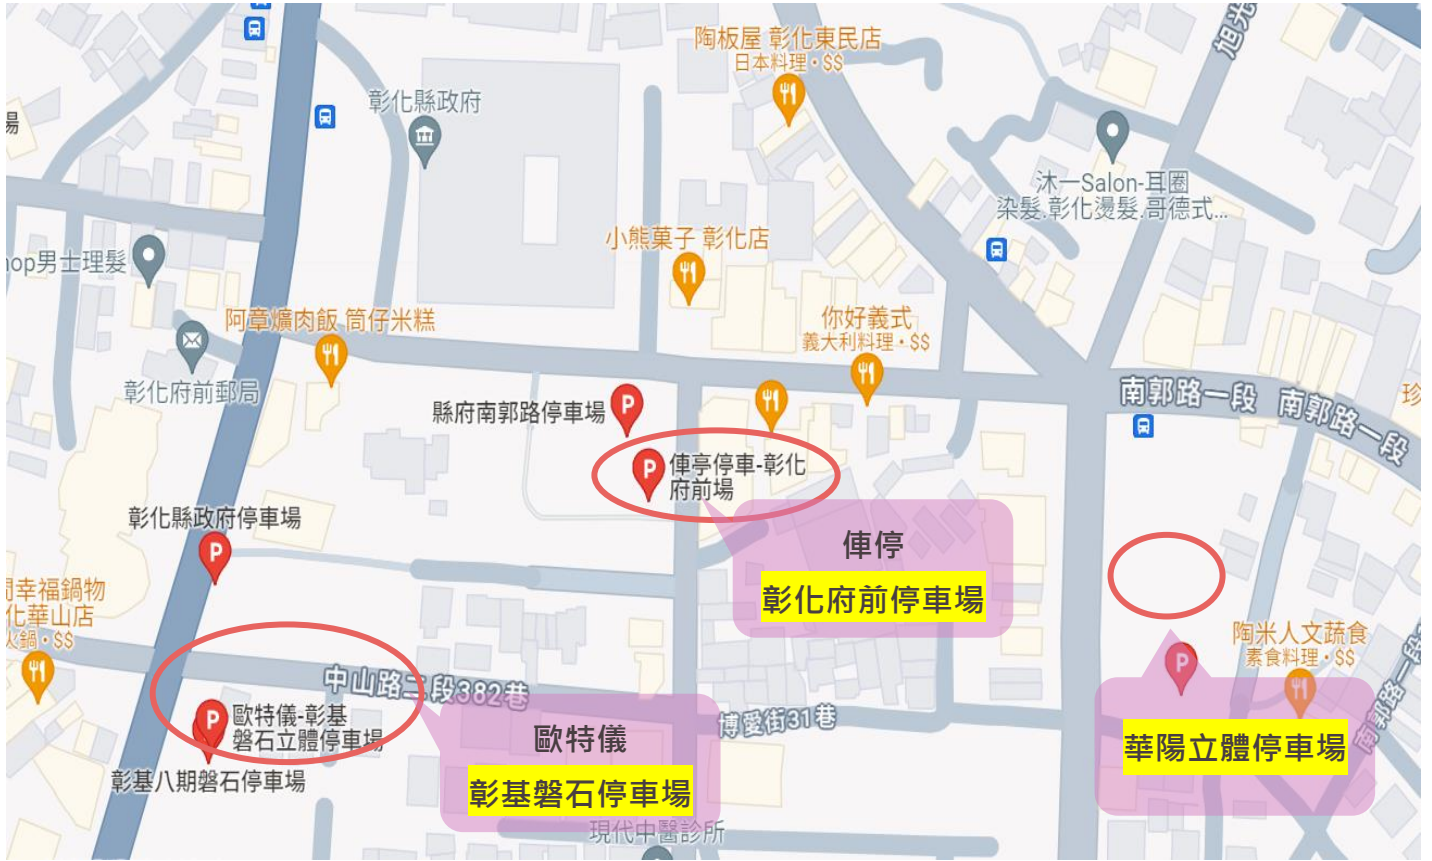 陶板屋 彰化東民店
日本料理・$$
旭光
彰化縣政府
場
沐一Salon-耳圈
染髮.彰化燙髮.哥德式...
小熊菓子 彰化店
hop男士理髮
阿章爌肉飯 筒仔米糕
你好義式
義大利料理・$$
彰化府前郵局
南郭路一段
南郭路一段
珍
縣府南郭路停車場
俥亭停車-彰化
府前場
彰化縣政府停車場
俥停
彰化府前停車場
幸福鍋物
化華山店
火鍋・$$
陶米人文蔬食
素食料理・$$
中山路二段382巷
南郭路一段
歐特儀-彰基
磐石立體停車場
彰基八期磐石停車場
歐特儀
彰基磐石停車場
博愛街31巷
華陽立體停車場
現代中醫診所